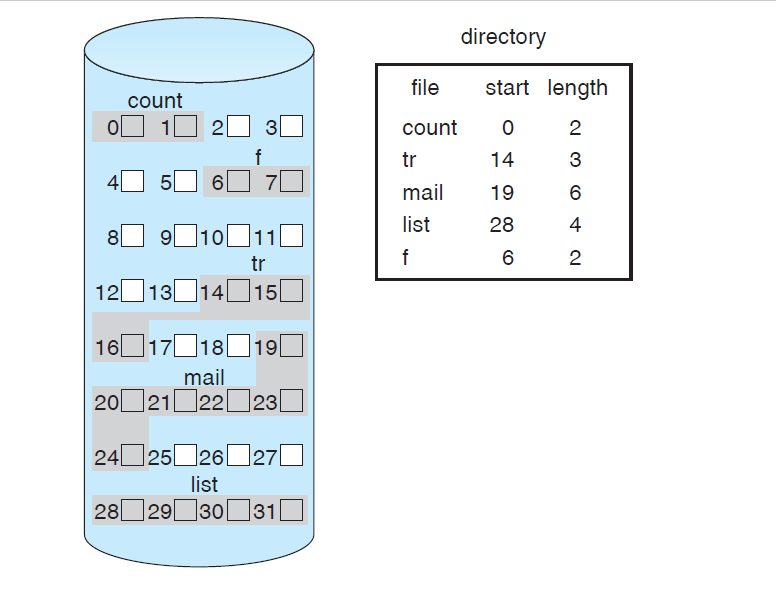 directory
count
0 1 2 3
f
4 5 6 7
8 9 10 11
tr
12 13 14 15
16 17 18 19
mail
20 21 22 23
24 25 26 27
list
28 29 30 31
file start length
count 0 2
tr 14 3
mail 19 6
list 28 4
f 6 2